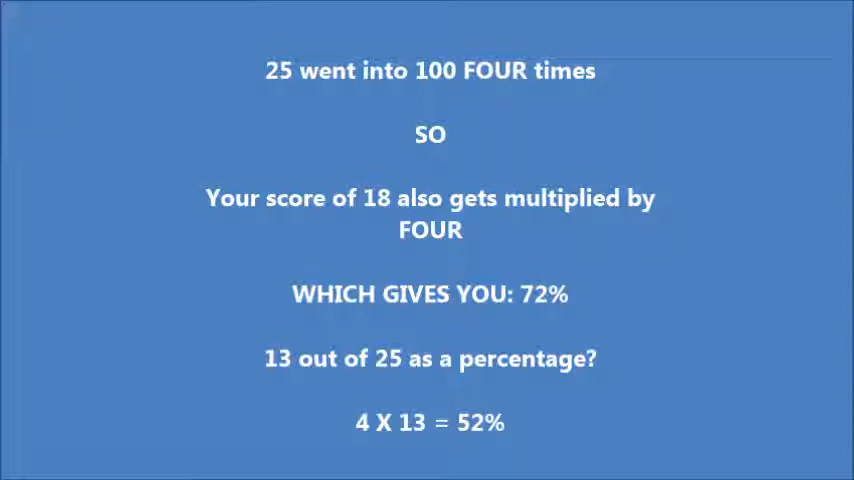 25 went into 100 FOUR times
SO
Your score of 18 also gets multiplied by
FOUR
WHICH GIVES YOU: 72%
13 out of 25 as a percentage?
4 X 13 = 52%